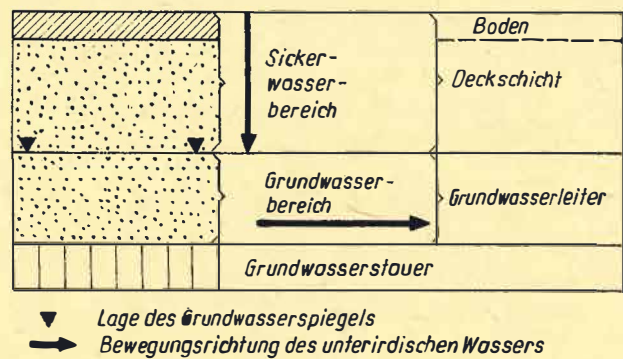 Boden
Sicker-
wasser-
bereich
Deckschicht
Grundwasser-
bereich
Grundwasserleiter
Grundwasserstauer
Lage des Grundwasserspiegels
Bewegungsrichtung des unterirdischen Wassers